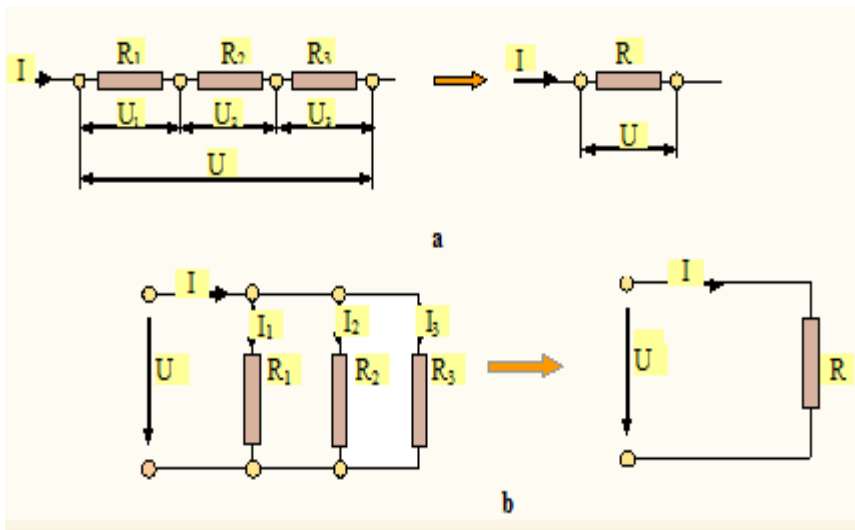 I R₁ R₂ R₃ I R
U₁ U₂ U₃ U
U
a
I I
I₁ I₂ I₃
U R₁ R₂ R₃ U R
b